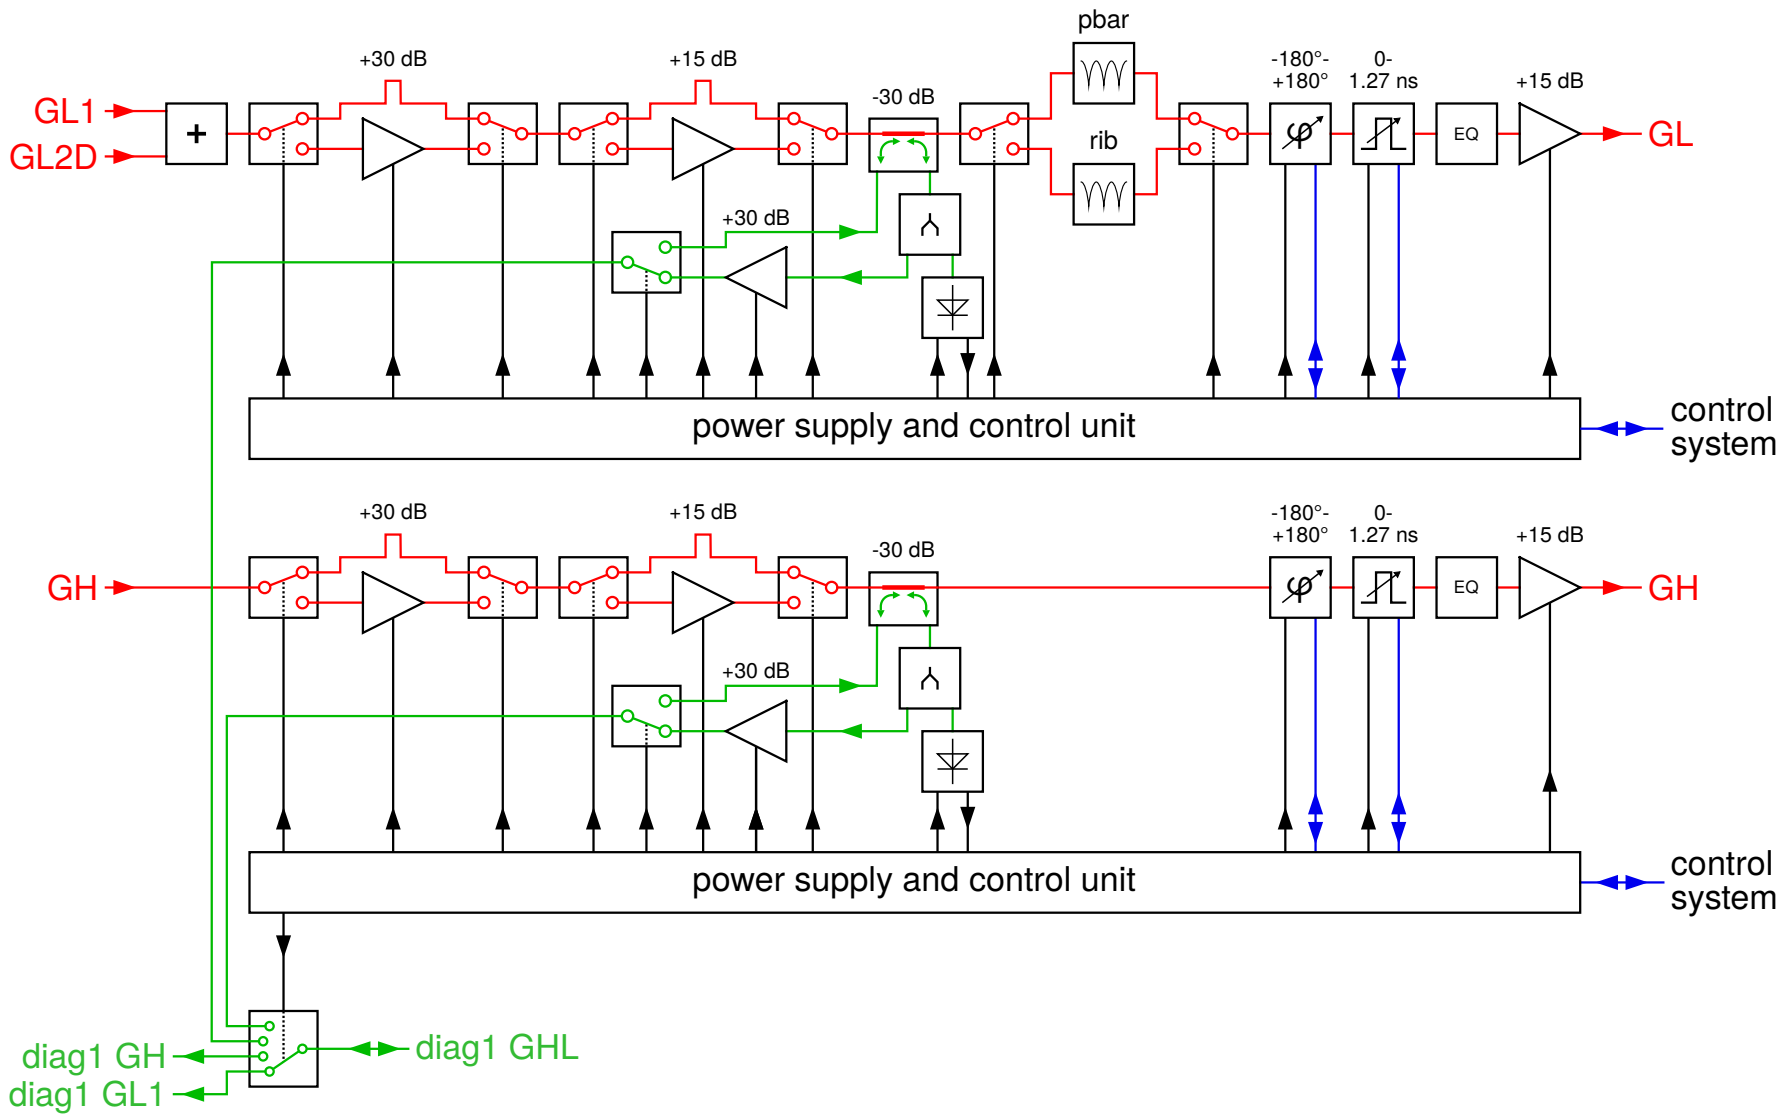 pbar
+30 dB
+15 dB
-30 dB
-180°-
+180°
0-
1.27 ns
+15 dB
GL1
GL2D
+
φ
EQ
GL
rib
+30 dB
power supply and control unit
control
system
+30 dB
+15 dB
-30 dB
-180°-
+180°
0-
1.27 ns
+15 dB
GH
φ
EQ
GH
+30 dB
power supply and control unit
control
system
diag1 GH
diag1 GHL
diag1 GL1